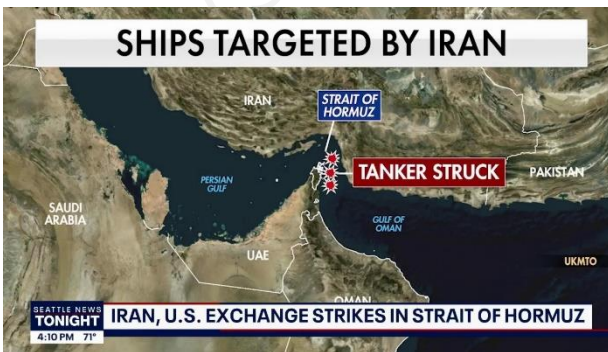 SHIPS TARGETED BY IRAN
IRAN
STRAIT OF
HORMUZ
TANKER STRUCK
PAKISTAN
PERSIAN
GULF
SAUDI
ARABIA
GULF OF
OMAN
UAE
UKMTO
OMAN
SEATTLE NEWS
TONIGHT
4:10 PM 71°
IRAN, U.S. EXCHANGE STRIKES IN STRAIT OF HORMUZ